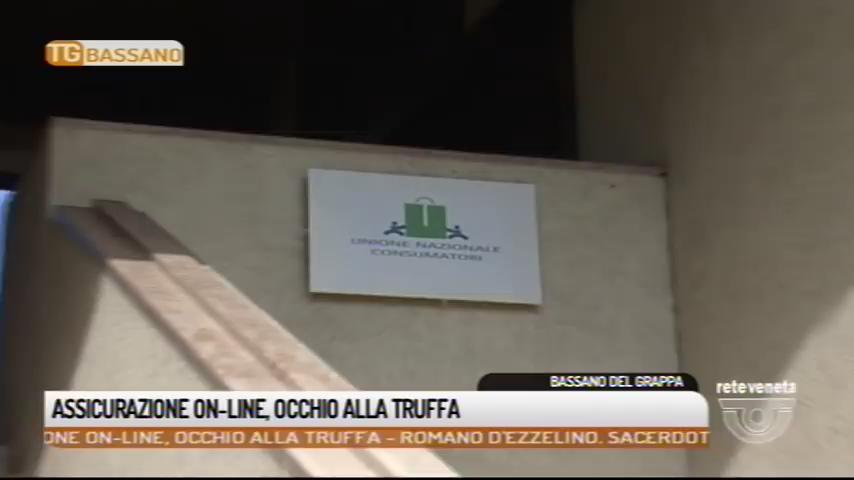 TG BASSANO
UNIONE NAZIONALE
CONSUMATORI
BASSANO DEL GRAPPA
reteveneta
ASSICURAZIONE ON-LINE, OCCHIO ALLA TRUFFA
ONE ON-LINE, OCCHIO ALLA TRUFFA - ROMANO D'EZZELINO. SACERDOT